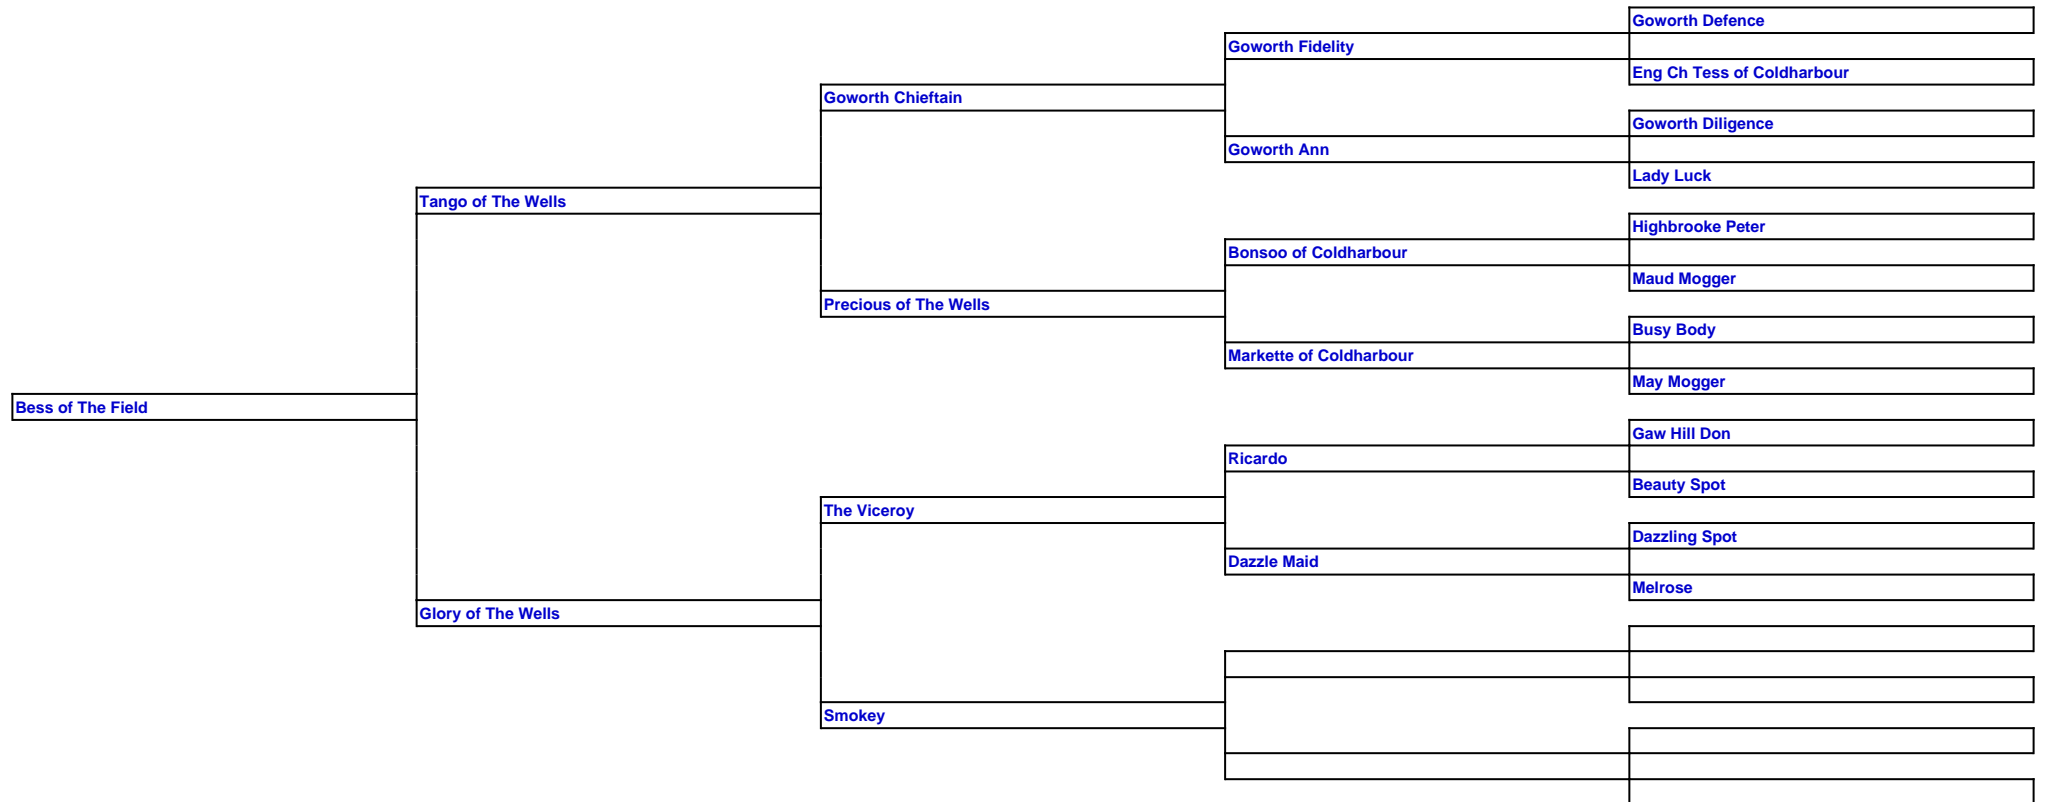 Goworth Defence
Goworth Fidelity
Eng Ch Tess of Coldharbour
Goworth Chieftain
Goworth Diligence
Goworth Ann
Lady Luck
Tango of The Wells
Highbrooke Peter
Bonsoo of Coldharbour
Maud Mogger
Precious of The Wells
Busy Body
Markette of Coldharbour
May Mogger
Bess of The Field
Gaw Hill Don
Ricardo
Beauty Spot
The Viceroy
Dazzling Spot
Dazzle Maid
Melrose
Glory of The Wells
Smokey